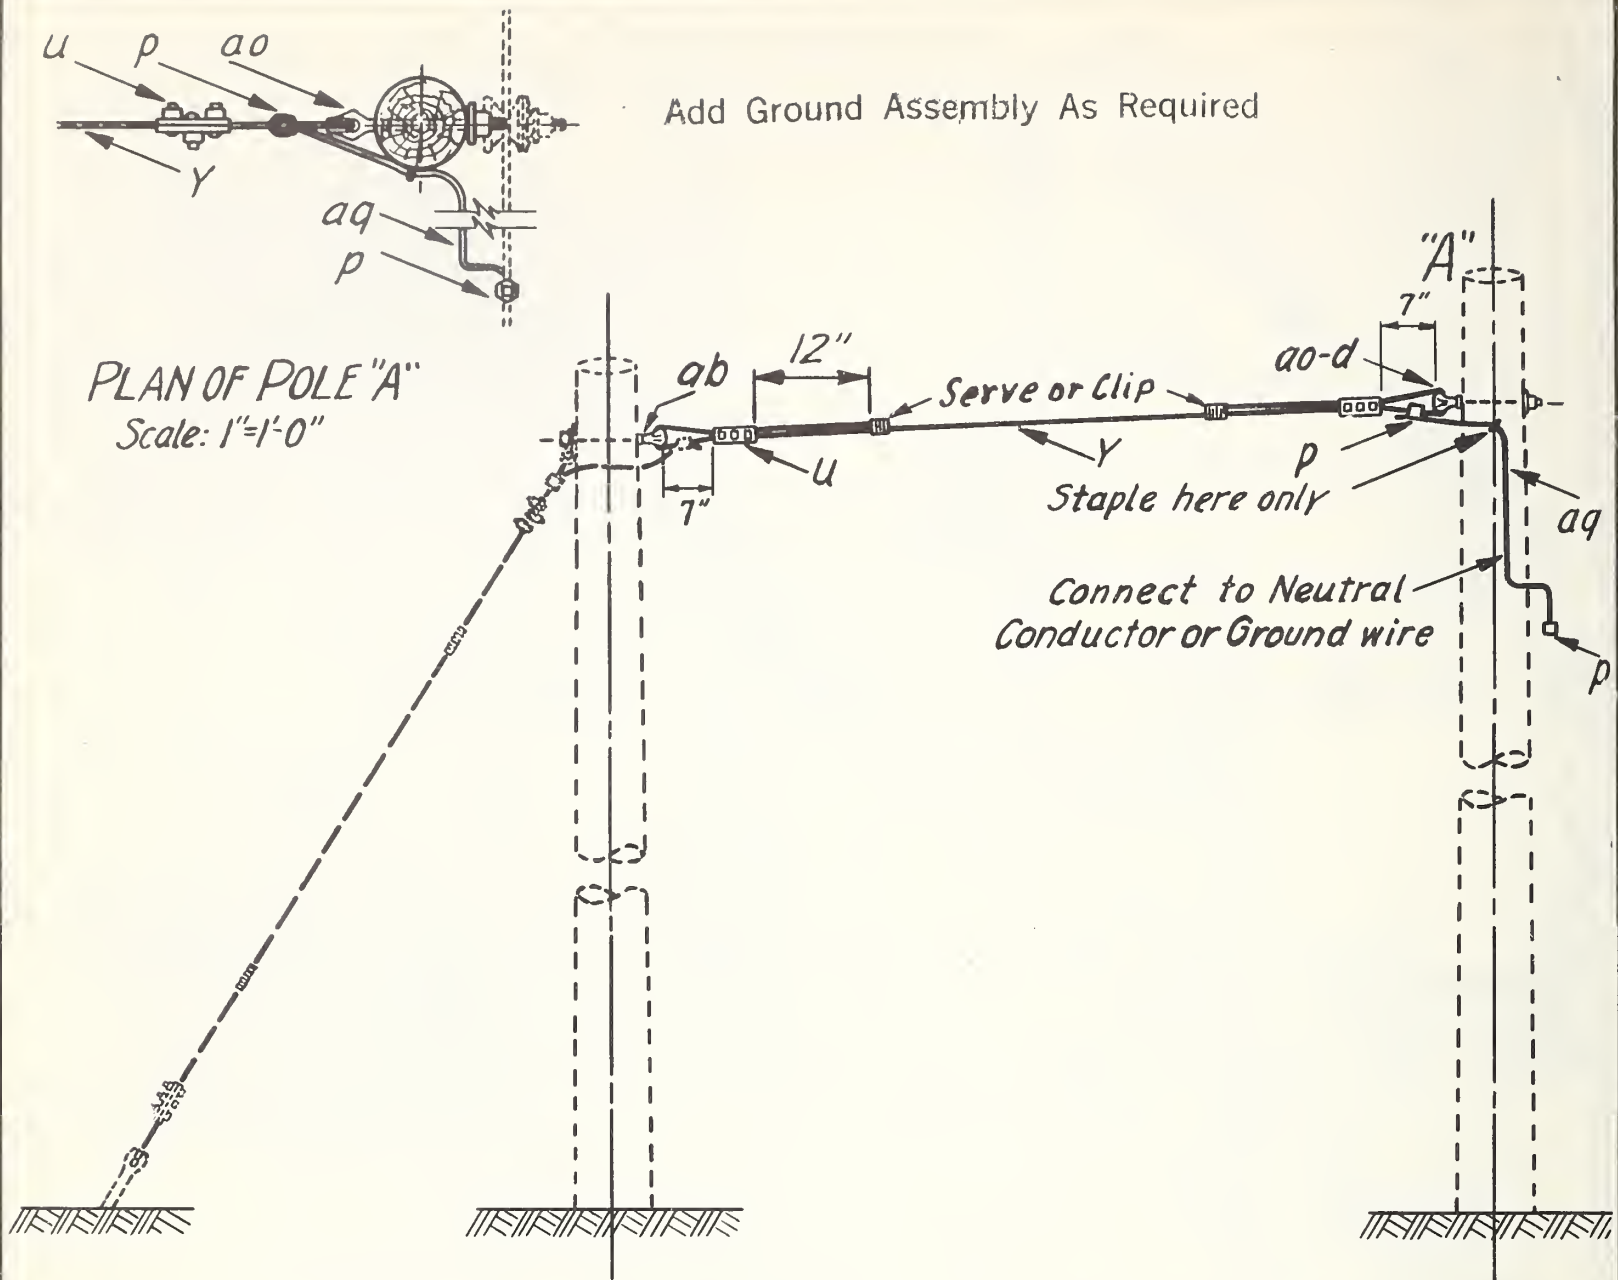 u p ao
Add Ground Assembly As Required
Y
aq
p
PLAN OF POLE "A"
Scale: 1"=1'-0"
"A"
7"
ab
12"
ao-d
Serve or Clip
u
Y
p
7"
Staple here only
aq
Connect to Neutral
Conductor or Ground wire
p